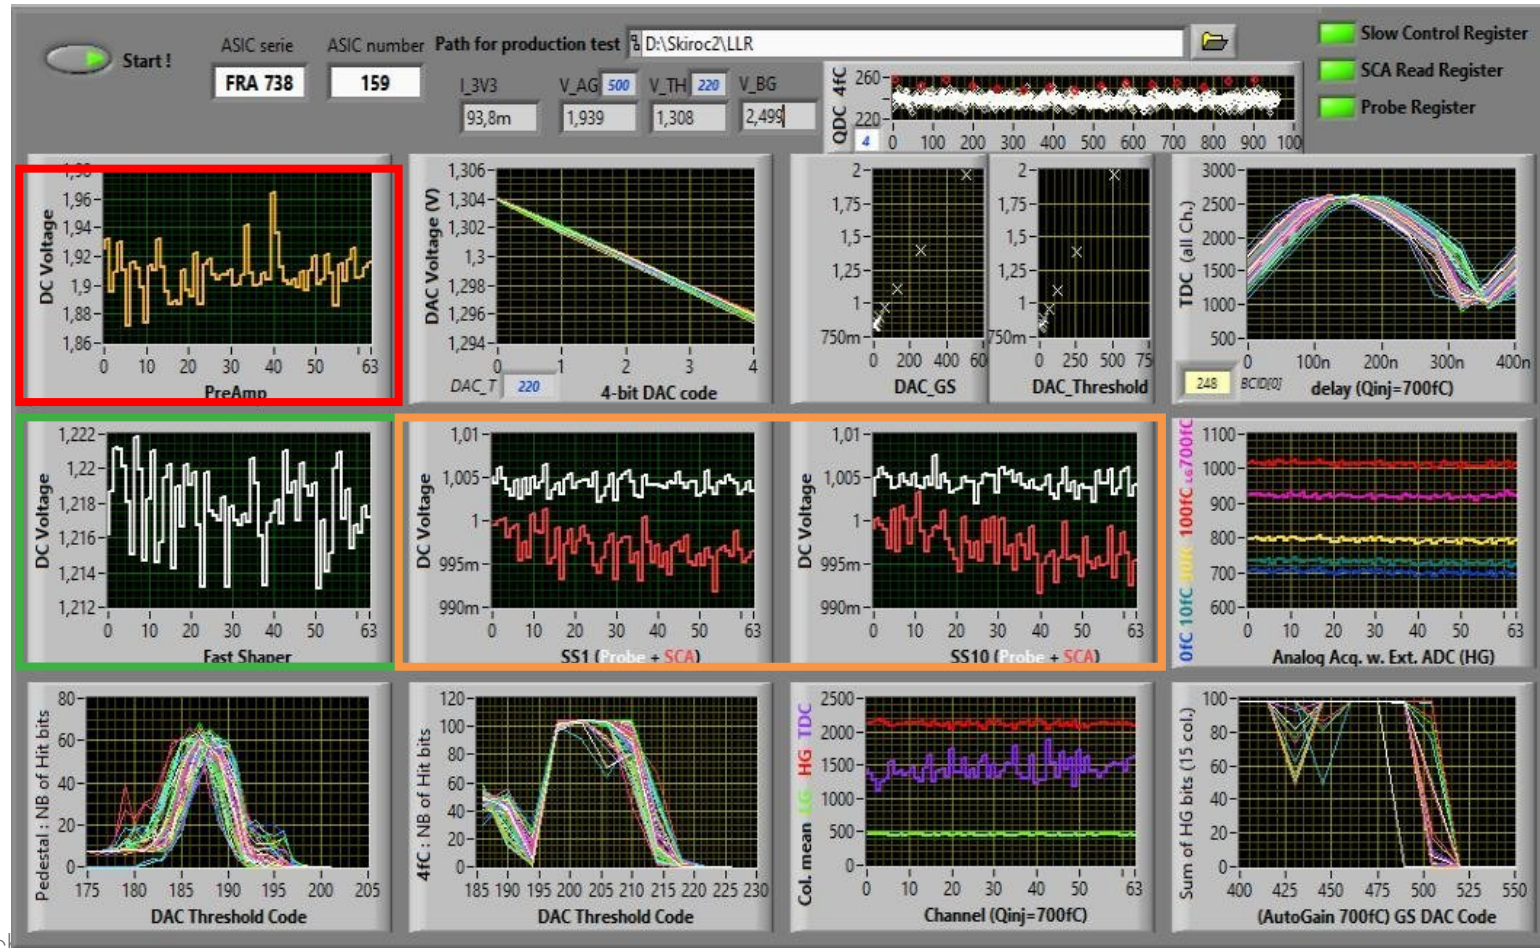 Start !
ASIC serie
FRA 738
ASIC number
159
Path for production test
D:\Skiroc2\LLR
I_3V3
93,8m
V_AG 500
1,939
V_TH 220
1,308
V_BG
2,499
QDC 4fC
260
220
4
0 100 200 300 400 500 600 700 800 900 100
Slow Control Register
SCA Read Register
Probe Register
DC Voltage
1,96
1,94
1,92
1,9
1,88
1,86
0 10 20 30 40 50 63
PreAmp
DAC Voltage (V)
1,306
1,304
1,302
1,3
1,298
1,296
1,294
0 1 2 3 4
DAC_T 220
4-bit DAC code
2
1,75
1,5
1,25
1
750m
0 200 400 60
DAC_GS
2
1,75
1,5
1,25
1
750m
0 250 500 75
DAC_Threshold
TDC (all Ch.)
3000
2500
2000
1500
1000
500
0 100n 200n 300n 400n
248 BCID[0]
delay (Qinj=700fC)
DC Voltage
1,222
1,22
1,218
1,216
1,214
1,212
0 10 20 30 40 50 63
Fast Shaper
DC Voltage
1,01
1,005
1
995m
990m
0 10 20 30 40 50 63
SS1 (Probe + SCA)
DC Voltage
1,01
1,005
1
995m
990m
0 10 20 30 40 50 63
SS10 (Probe + SCA)
0fC 10fC 30fC 100fC LG700fC
1100
1000
900
800
700
600
0 10 20 30 40 50 63
Analog Acq. w. Ext. ADC (HG)
Pedestal : NB of Hit bits
80
60
40
20
0
175 180 185 190 195 200 205
DAC Threshold Code
4fC : NB of Hit bits
120
100
80
60
40
20
0
185 190 195 200 205 210 215 220 225 230
DAC Threshold Code
Col. mean LG HG TDC
2500
2000
1500
1000
500
0
0 10 20 30 40 50 63
Channel (Qinj=700fC)
Sum of HG bits (15 col.)
100
80
60
40
20
0
400 425 450 475 500 525 550
(AutoGain 700fC) GS DAC Code